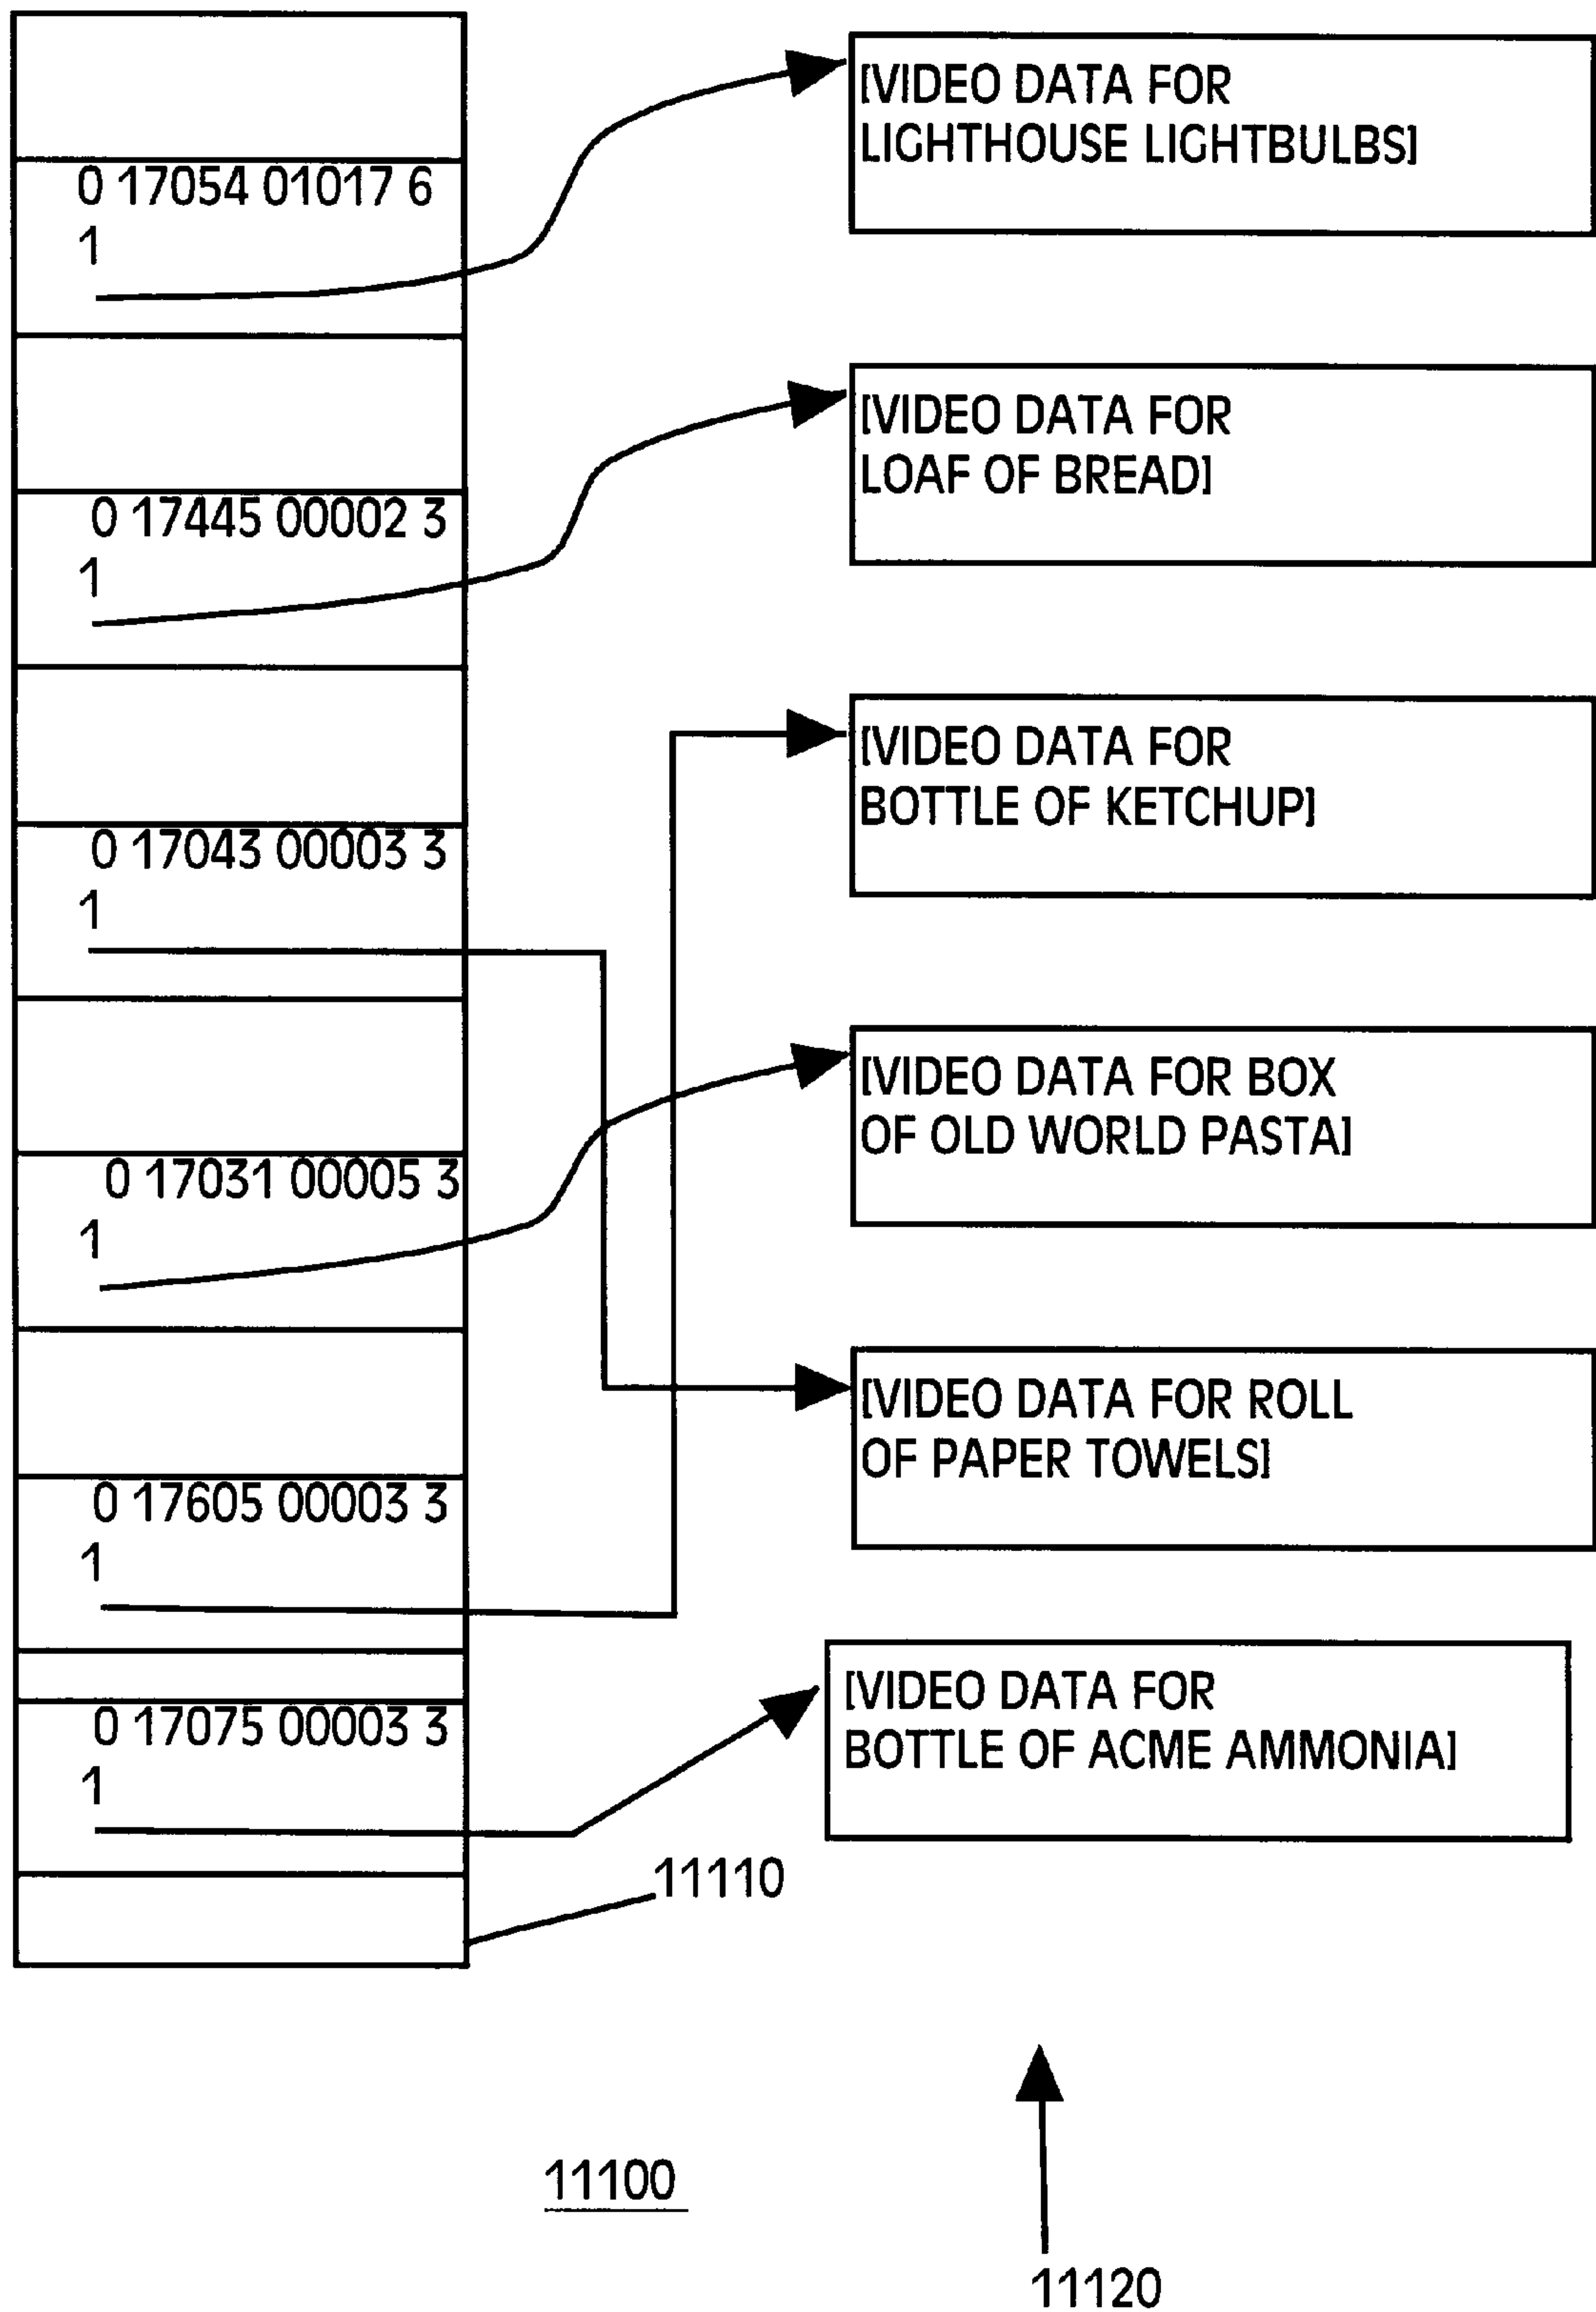 0 17054 01017 6
1
[VIDEO DATA FOR
LIGHTHOUSE LIGHTBULBS]
0 17445 00002 3
1
[VIDEO DATA FOR
LOAF OF BREAD]
0 17043 00003 3
1
[VIDEO DATA FOR
BOTTLE OF KETCHUP]
0 17031 00005 3
1
[VIDEO DATA FOR BOX
OF OLD WORLD PASTA]
0 17605 00003 3
1
[VIDEO DATA FOR ROLL
OF PAPER TOWELS]
0 17075 00003 3
1
[VIDEO DATA FOR
BOTTLE OF ACME AMMONIA]
11110
11100
11120